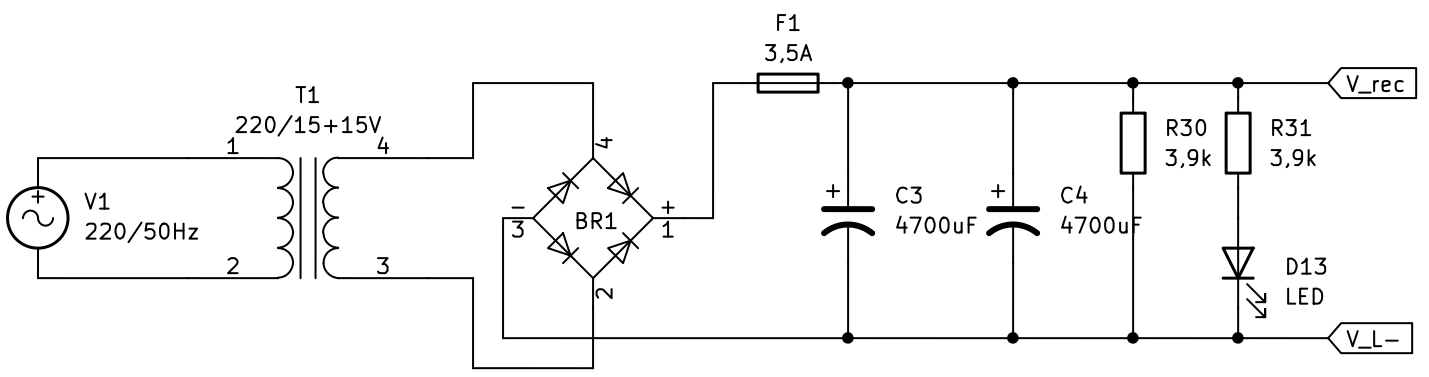 F1
3,5A
V_rec
T1
220/15+15V
1
4
4
R30
3,9k
R31
3,9k
V1
220/50Hz
+
-
3
BR1
+
1
+
C3
4700uF
+
C4
4700uF
2
3
2
D13
LED
V_L-